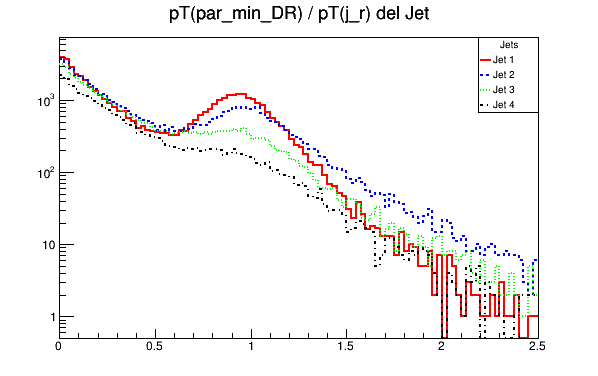 pT(par_min_DR) / pT(j_r) del Jet
Jets
Jet 1
Jet 2
Jet 3
Jet 4
10³
10²
10
1
0 0.5 1 1.5 2 2.5